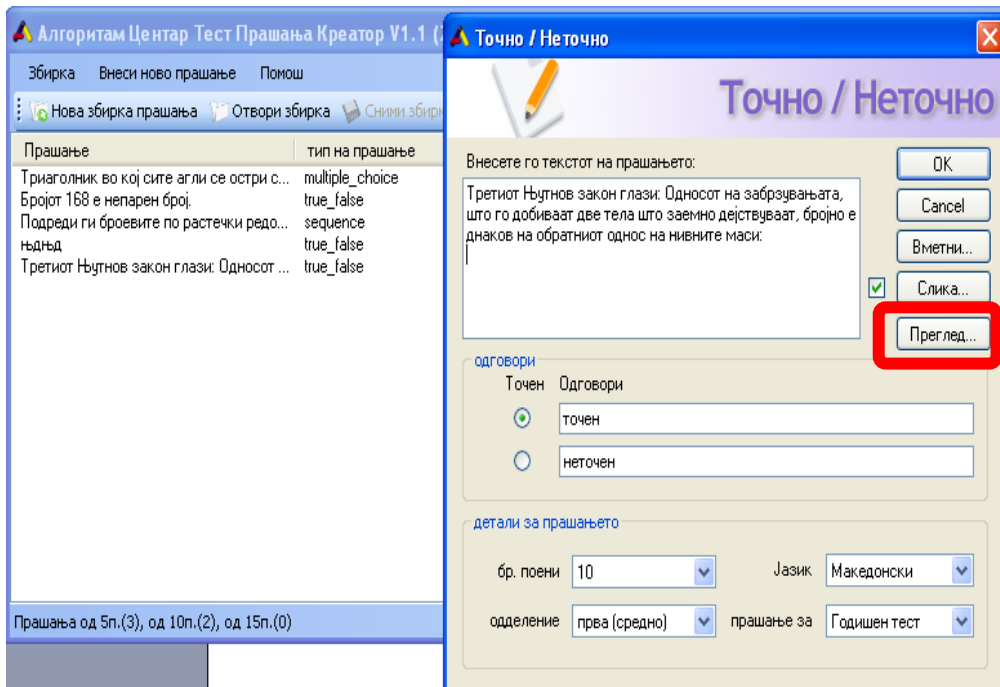 Алгоритам Центар Тест Прашања Креатор V1.1 (
Збирка Внеси ново прашање Помош
Нова збирка прашања Отвори збирка Сними збирк
Прашање тип на прашање
Триаголник во кој сите агли се остри с... multiple_choice
Бројот 168 е непарен број. true_false
Подреди ги броевите по растечки редо... sequence
њдњд true_false
Третиот Њутнов закон глази: Односот ... true_false
Прашања од 5п.(3), од 10п.(2), од 15п.(0)
Точно / Неточно
Точно / Неточно
Внесете го текстот на прашањето:
Третиот Њутнов закон глази: Односот на забрзувањата,
што го добиваат две тела што заемно дејствуваат, бројно е
днаков на обратниот однос на нивните маси:
OK
Cancel
Вметни...
Слика...
Преглед...
одговори
Точен Одговори
точен
неточен
детали за прашањето
бр. поени 10 Јазик Македонски
одделение прва (средно) прашање за Годишен тест